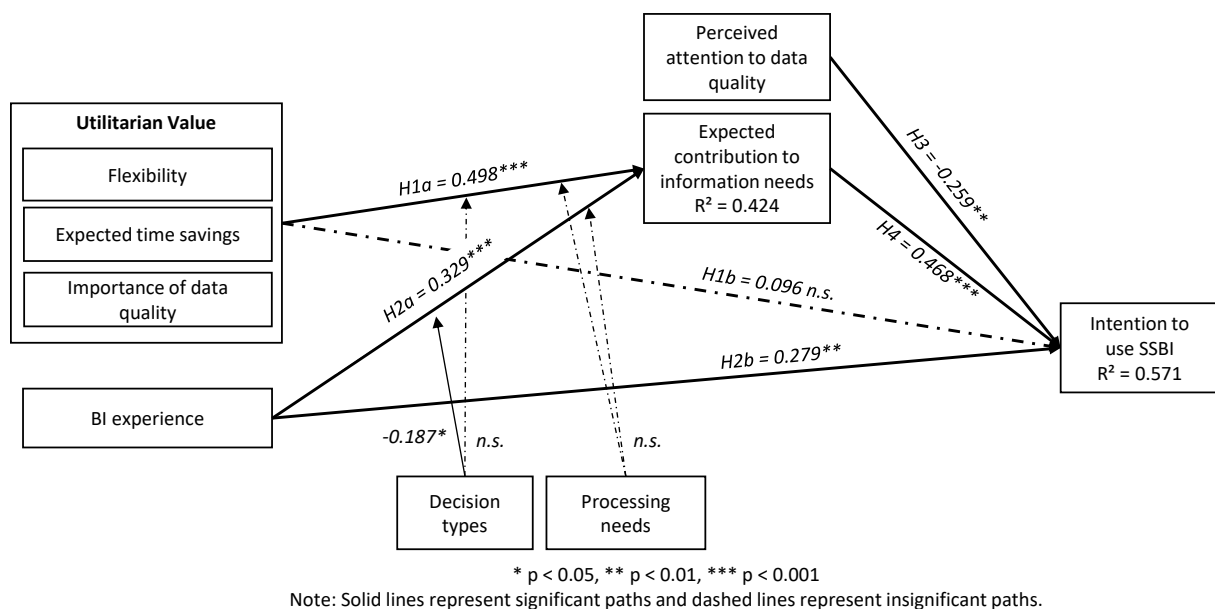 Perceived
attention to data
quality
Utilitarian Value
Flexibility
Expected time savings
Importance of data
quality
BI experience
Expected
contribution to
information needs
R² = 0.424
H1a = 0.498***
H2a = 0.329***
H1b = 0.096 n.s.
H2b = 0.279**
H3 = -0.259**
H4 = 0.468***
Intention to
use SSBI
R² = 0.571
-0.187*
n.s.
n.s.
Decision
types
Processing
needs
* p < 0.05, ** p < 0.01, *** p < 0.001
Note: Solid lines represent significant paths and dashed lines represent insignificant paths.